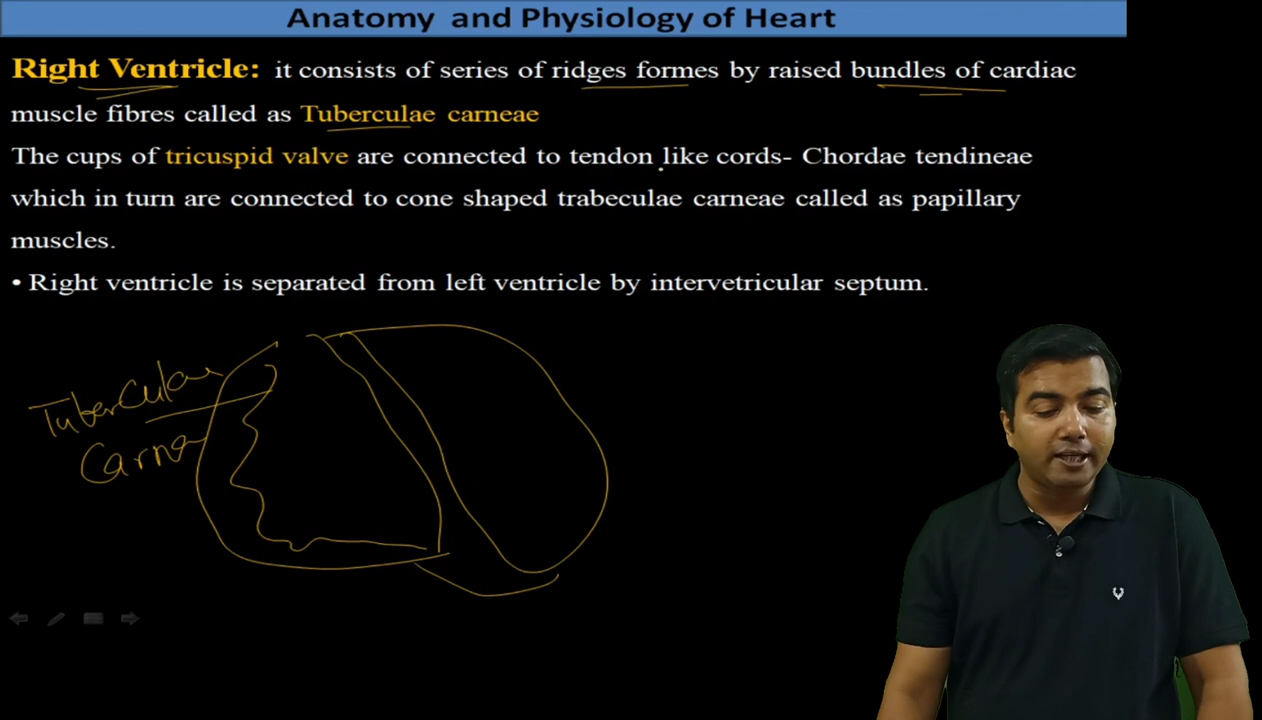 Anatomy and Physiology of Heart
Right Ventricle: it consists of series of ridges formes by raised bundles of cardiac
muscle fibres called as Tuberculae carneae
The cups of tricuspid valve are connected to tendon like cords- Chordae tendineae
which in turn are connected to cone shaped trabeculae carneae called as papillary
muscles.
• Right ventricle is separated from left ventricle by intervetricular septum.
Tuberculae
Carnea